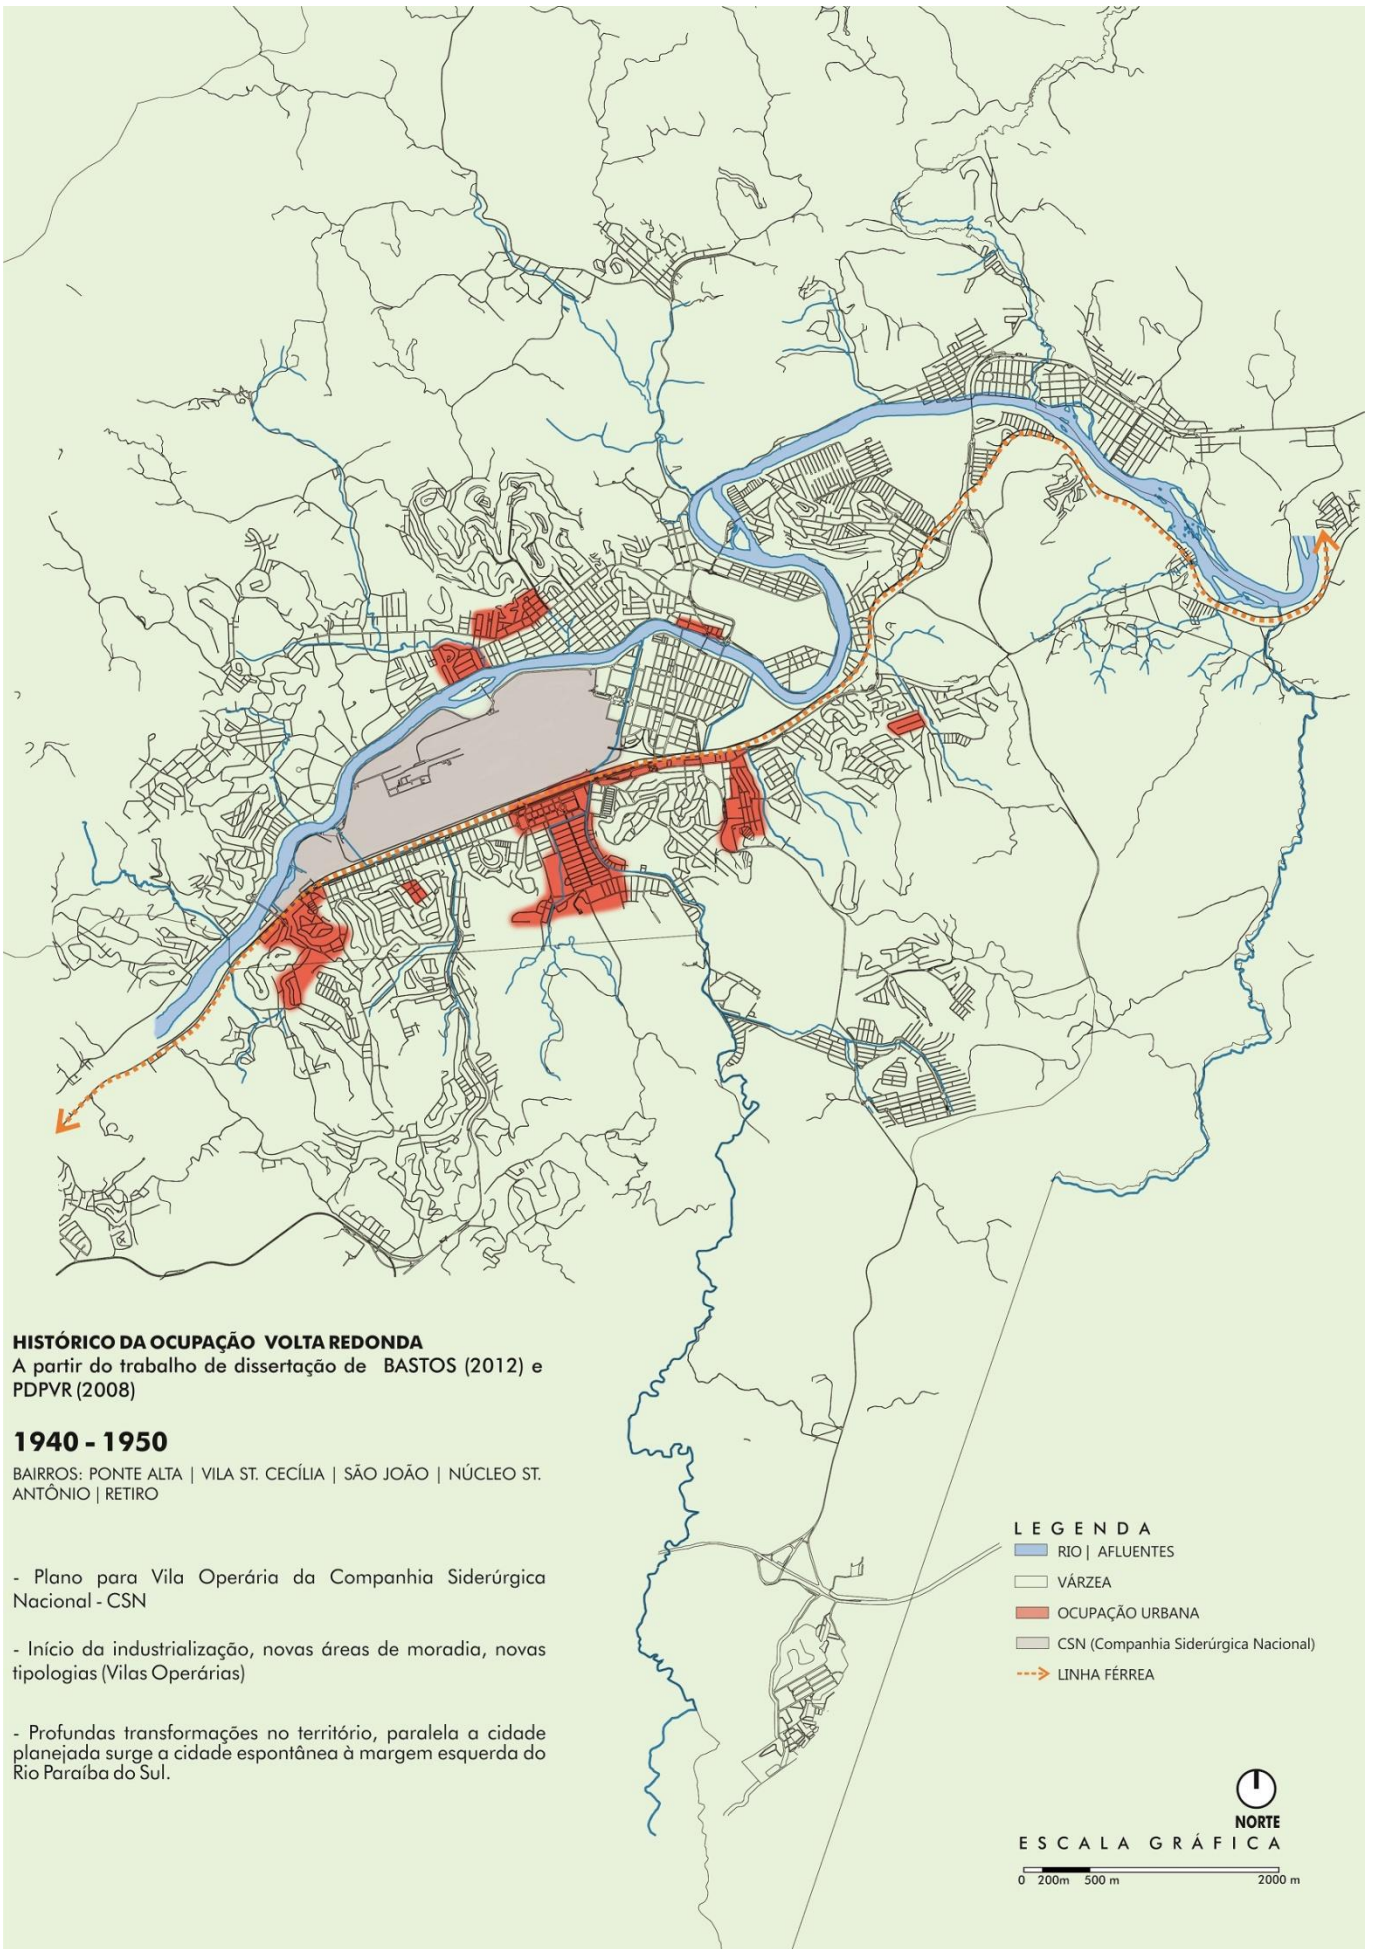 HISTÓRICO DA OCUPAÇÃO VOLTA REDONDA
A partir do trabalho de dissertação de BASTOS (2012) e
PDPVR (2008)
1940 - 1950
BAIRROS: PONTE ALTA | VILA ST. CECÍLIA | SÃO JOÃO | NÚCLEO ST.
ANTÔNIO | RETIRO
- Plano para Vila Operária da Companhia Siderúrgica
Nacional - CSN
- Início da industrialização, novas áreas de moradia, novas
tipologias (Vilas Operárias)
- Profundas transformações no território, paralela a cidade
planejada surge a cidade espontânea à margem esquerda do
Rio Paraíba do Sul.
LEGENDA
RIO | AFLUENTES
VÁRZEA
OCUPAÇÃO URBANA
CSN (Companhia Siderúrgica Nacional)
LINHA FÉRREA
NORTE
ESCALA GRÁFICA
0 200m 500 m 2000 m